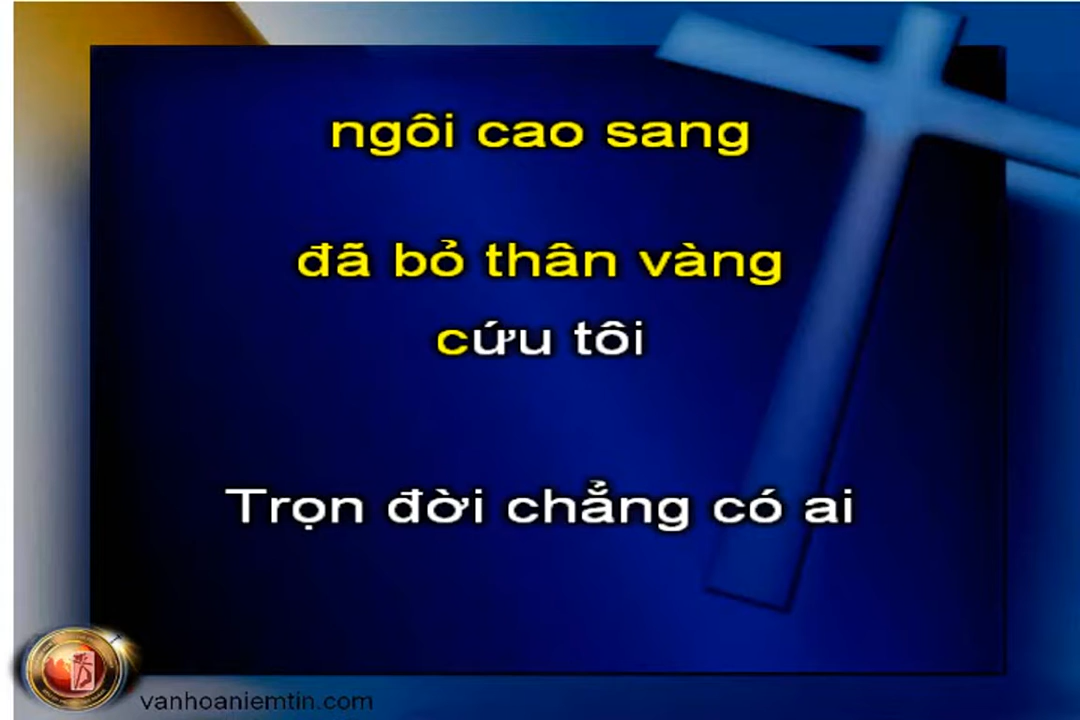 ngôi cao sang
đã bỏ thân vàng
cứu tôi
Trọn đời chẳng có ai
vanhoaniemtin.com